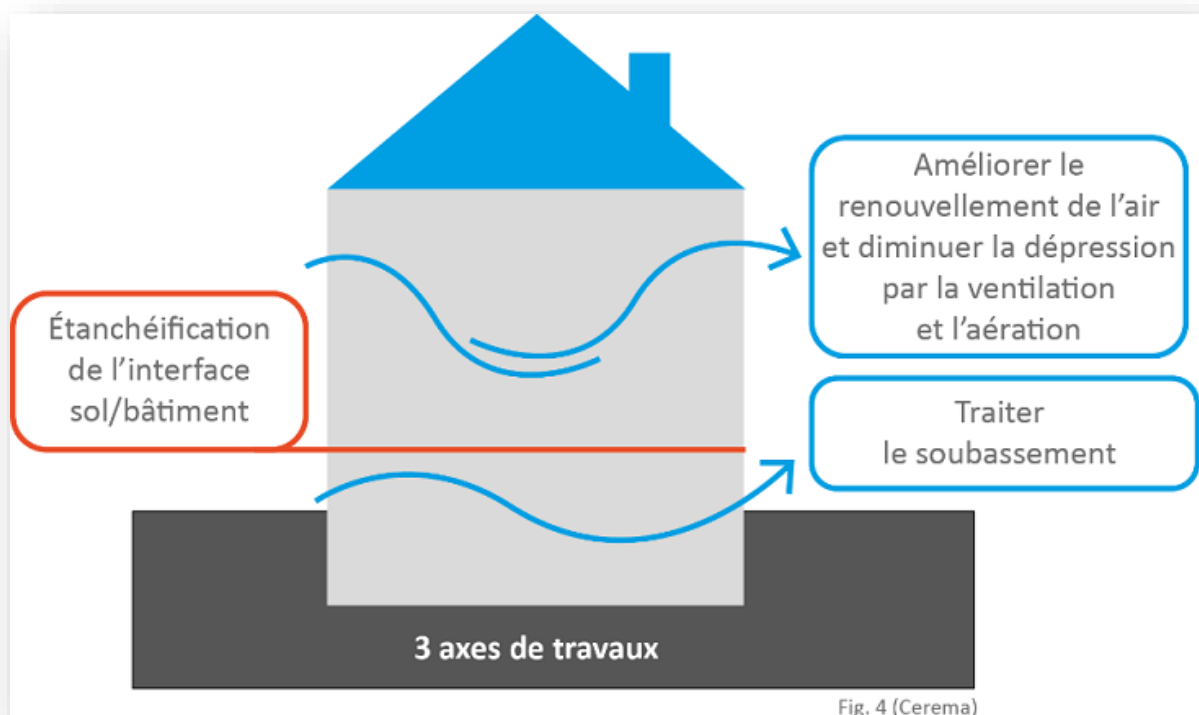 Étanchéification
de l’interface
sol/bâtiment
Améliorer le
renouvellement de l’air
et diminuer la dépression
par la ventilation
et l’aération
Traiter
le soubassement
3 axes de travaux
Fig. 4 (Cerema)